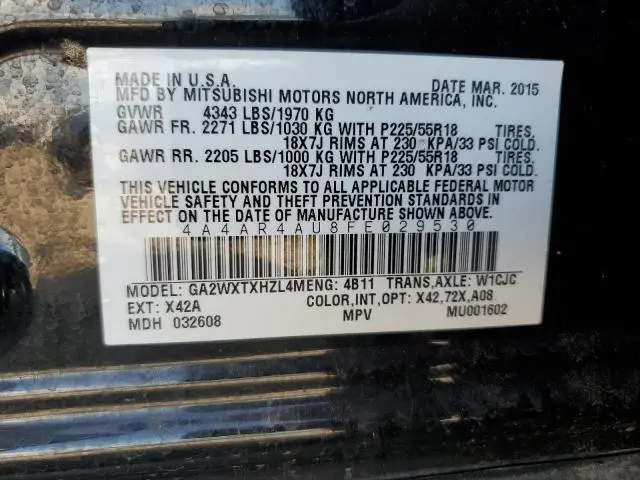 MADE IN U.S.A. DATE MAR. 2015
MFD BY MITSUBISHI MOTORS NORTH AMERICA, INC.
GVWR 4343 LBS/1970 KG
GAWR FR. 2271 LBS/1030 KG WITH P225/55R18 TIRES.
18X7J RIMS AT 230 KPA/33 PSI COLD.
GAWR RR. 2205 LBS/1000 KG WITH P225/55R18 TIRES.
18X7J RIMS AT 230 KPA/33 PSI COLD.
THIS VEHICLE CONFORMS TO ALL APPLICABLE FEDERAL MOTOR
VEHICLE SAFETY AND THEFT PREVENTION STANDARDS IN
EFFECT ON THE DATE OF MANUFACTURE SHOWN ABOVE.
4A4AR4AU8FE029530
MODEL: GA2WXTXHZL4MENG: 4B11 TRANS,AXLE: W1CJC
EXT: X42A COLOR,INT,OPT: X42,72X,A08
MDH 032608 MPV MU001602